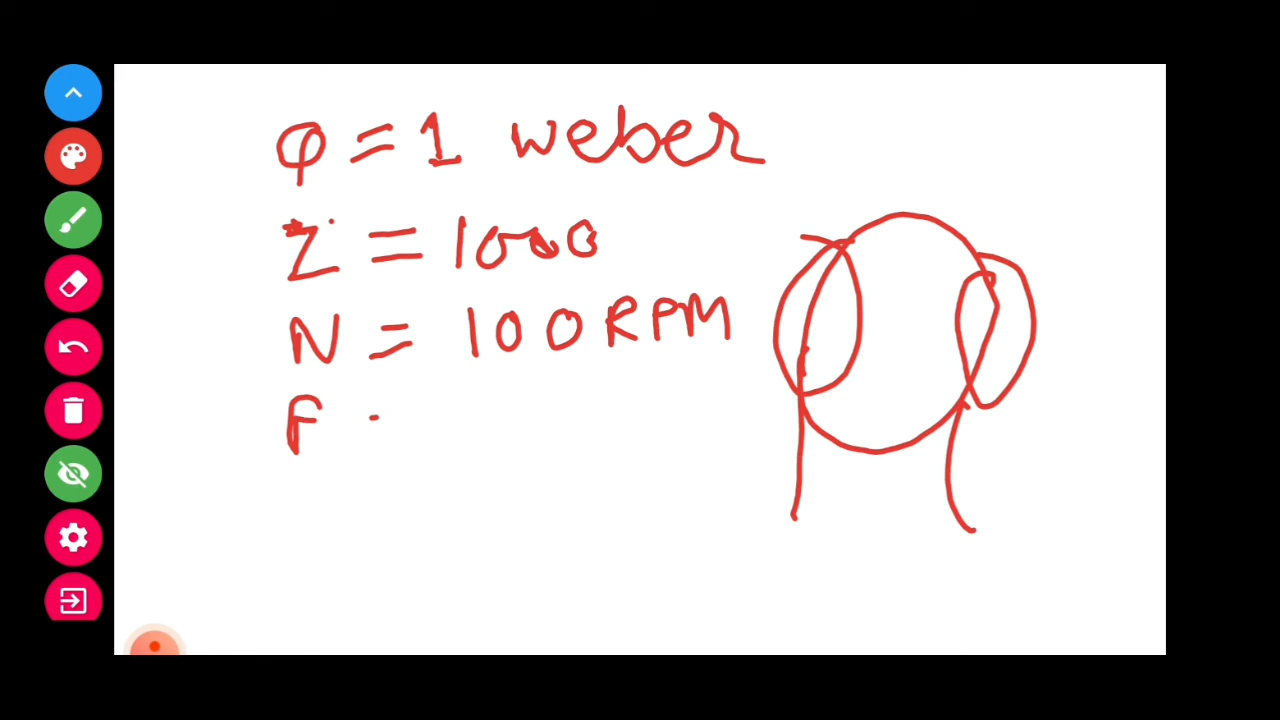 φ = 1 weber
Z = 1000
N = 100 RPM
F